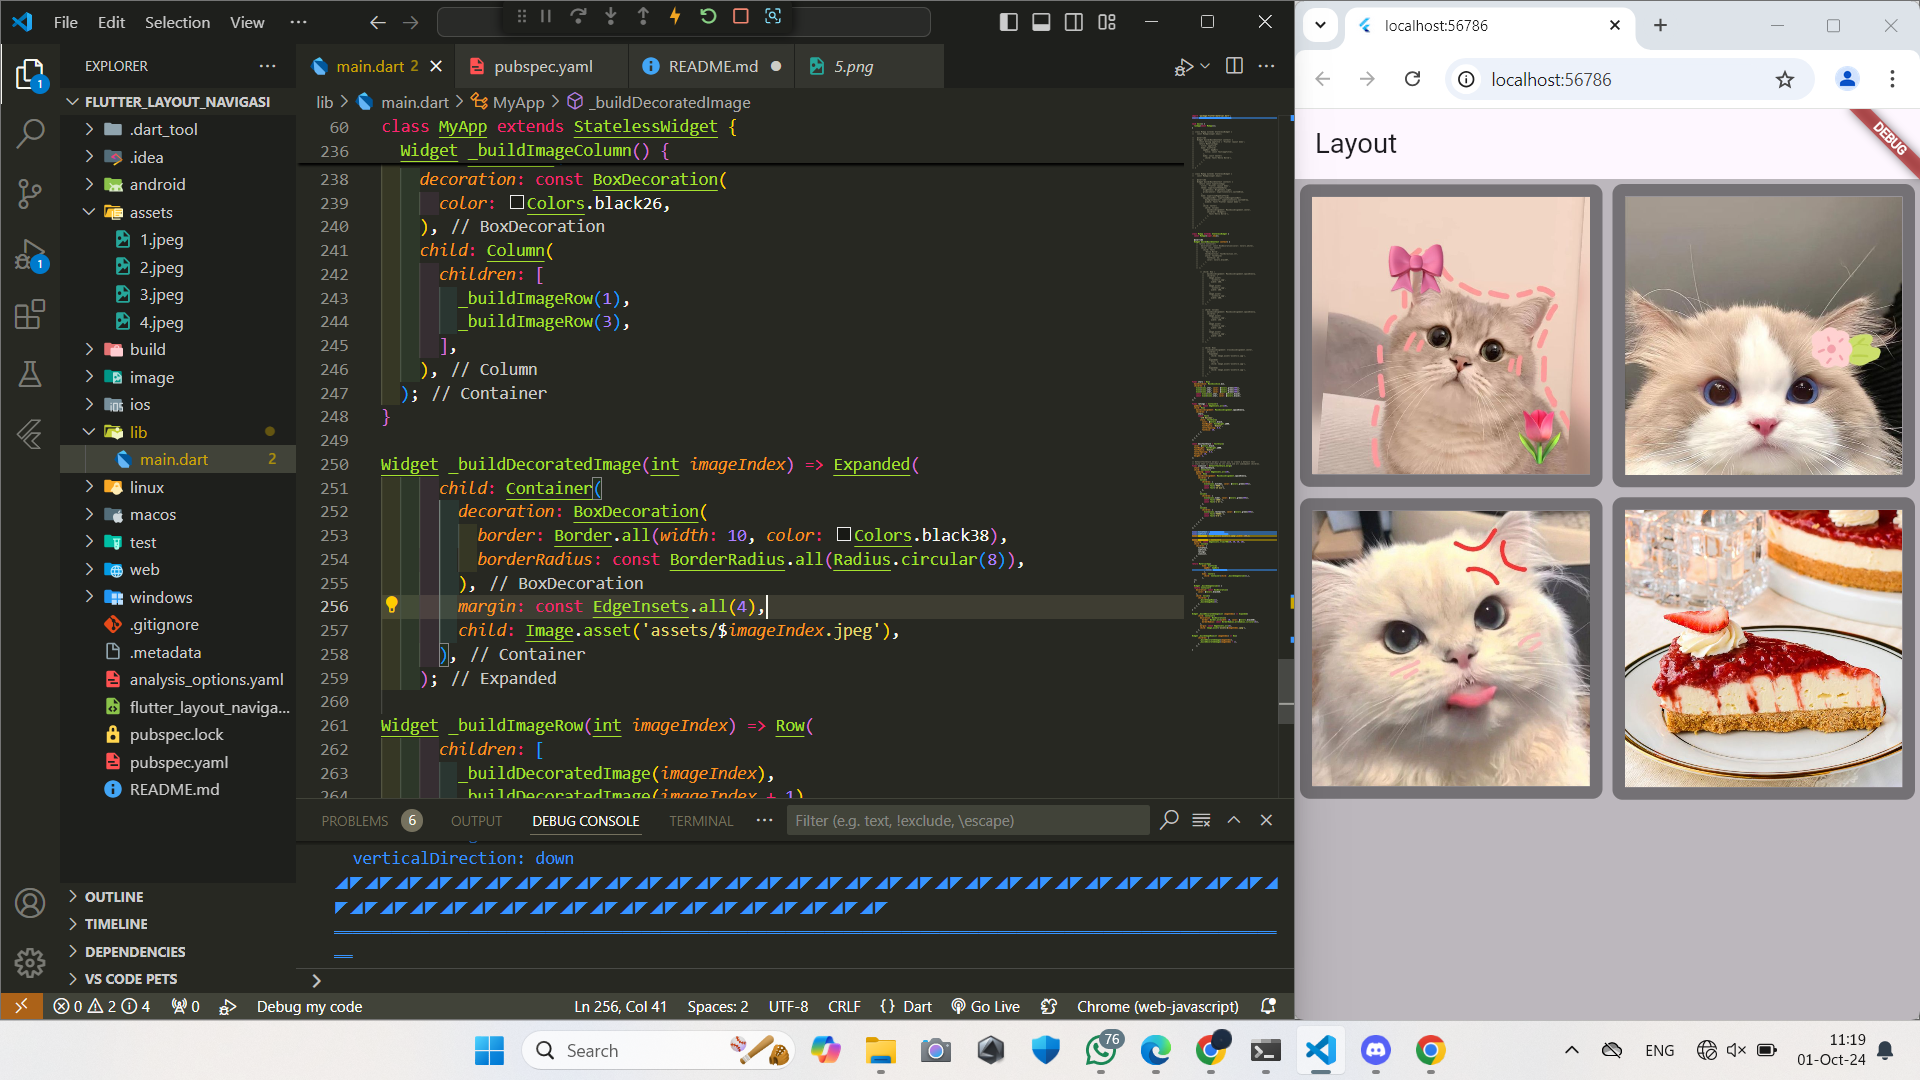 File Edit Selection View ···
EXPLORER
FLUTTER_LAYOUT_NAVIGASI
.dart_tool
.idea
android
assets
1.jpeg
2.jpeg
3.jpeg
4.jpeg
build
image
ios
lib
main.dart 2
linux
macos
test
web
windows
.gitignore
.metadata
analysis_options.yaml
flutter_layout_naviga...
pubspec.lock
pubspec.yaml
README.md
OUTLINE
TIMELINE
DEPENDENCIES
VS CODE PETS
main.dart 2
pubspec.yaml
README.md
5.png
lib > main.dart > MyApp > _buildDecoratedImage
60 class MyApp extends StatelessWidget {
236 Widget _buildImageColumn() {
238 decoration: const BoxDecoration(
239 color: Colors.black26,
240 ), // BoxDecoration
241 child: Column(
242 children: [
243 _buildImageRow(1),
244 _buildImageRow(3),
245 ],
246 ), // Column
247 ); // Container
248 }
249
250 Widget _buildDecoratedImage(int imageIndex) => Expanded(
251 child: Container(
252 decoration: BoxDecoration(
253 border: Border.all(width: 10, color: Colors.black38),
254 borderRadius: const BorderRadius.all(Radius.circular(8)),
255 ), // BoxDecoration
256 margin: const EdgeInsets.all(4),
257 child: Image.asset('assets/$imageIndex.jpeg'),
258 ), // Container
259 ); // Expanded
260
261 Widget _buildImageRow(int imageIndex) => Row(
262 children: [
263 _buildDecoratedImage(imageIndex),
264 _buildDecoratedImage(imageIndex + 1)
PROBLEMS 6 OUTPUT DEBUG CONSOLE TERMINAL ··· Filter (e.g. text, !exclude, \escape)
verticalDirection: down
0 2 4 0 Debug my code Ln 256, Col 41 Spaces: 2 UTF-8 CRLF {} Dart Go Live Chrome (web-javascript)
localhost:56786
localhost:56786
Layout
DEBUG
1
1
Search
76
ENG
11:19
01-Oct-24